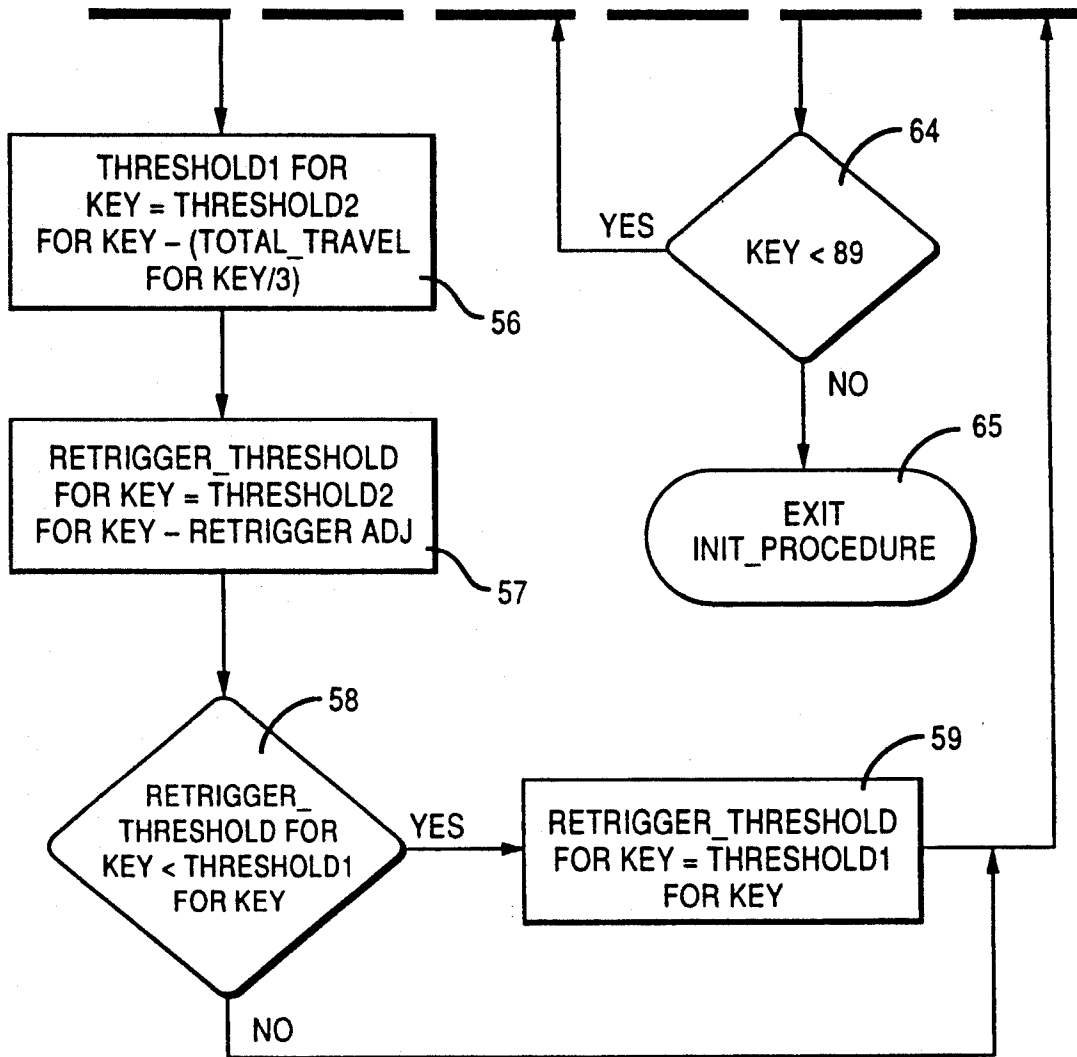 THRESHOLD1 FOR
KEY = THRESHOLD2
FOR KEY – (TOTAL_TRAVEL
FOR KEY/3)
56
RETRIGGER_THRESHOLD
FOR KEY = THRESHOLD2
FOR KEY – RETRIGGER ADJ
57
58
RETRIGGER_
THRESHOLD FOR
KEY < THRESHOLD1
FOR KEY
YES
NO
59
RETRIGGER_THRESHOLD
FOR KEY = THRESHOLD1
FOR KEY
64
YES
KEY < 89
NO
65
EXIT
INIT_PROCEDURE